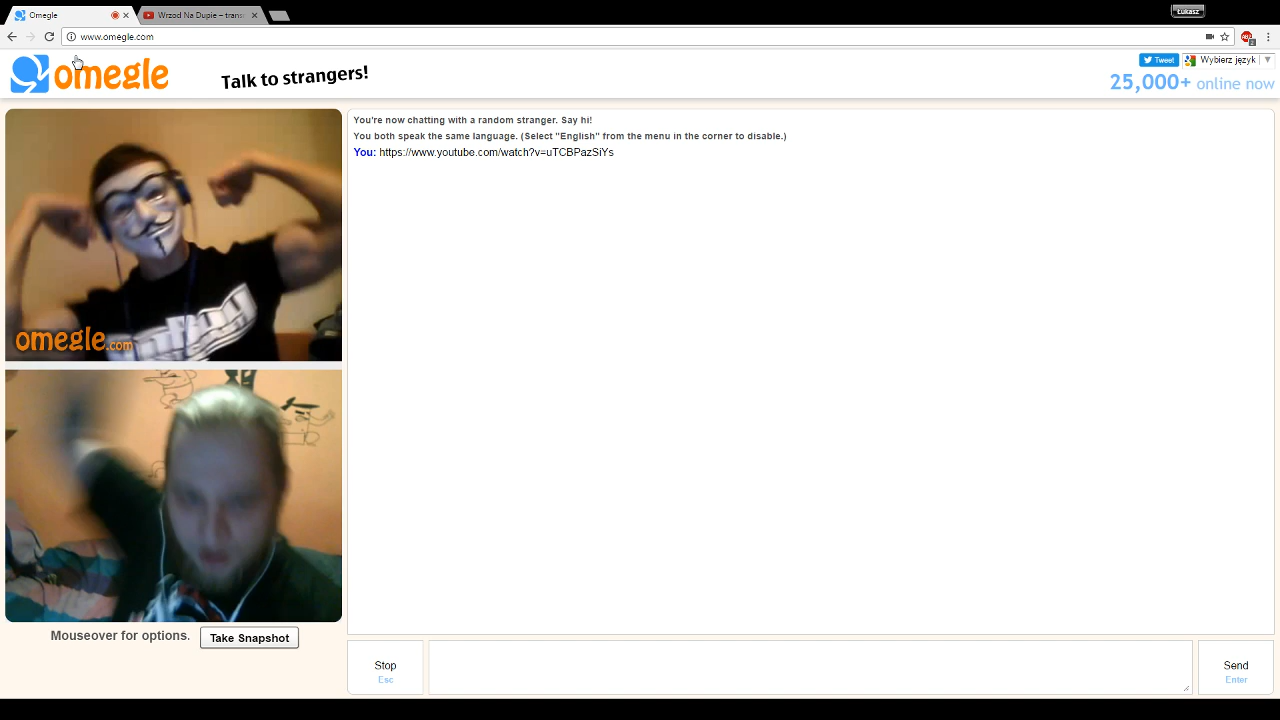 Omegle
Wrzod Na Dupie – trans
Łukasz
www.omegle.com
omegle
Talk to strangers!
Tweet
Wybierz język
25,000+ online now
You're now chatting with a random stranger. Say hi!
You both speak the same language. (Select "English" from the menu in the corner to disable.)
You: https://www.youtube.com/watch?v=uTCBPazSiYs
omegle.com
Mouseover for options.
Take Snapshot
Stop
Esc
Send
Enter